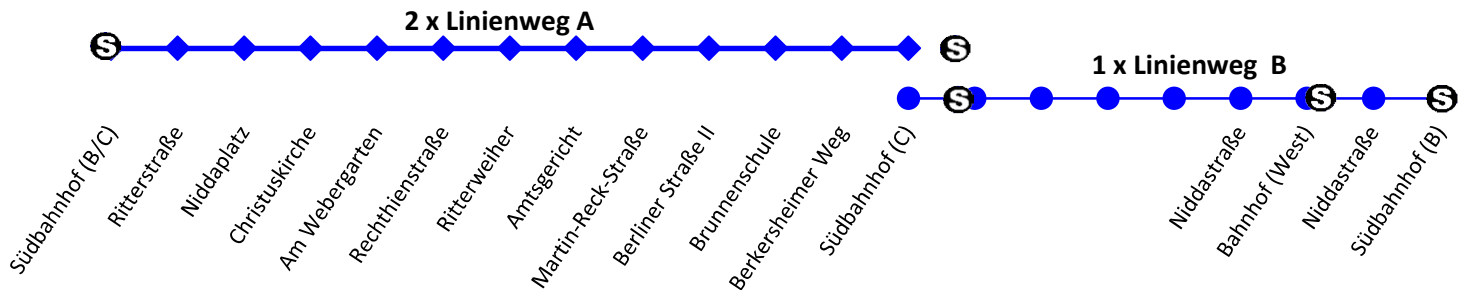 2 x Linienweg A
S
S
1 x Linienweg B
S
S
S
Südbahnhof (B/C)
Ritterstraße
Niddaplatz
Christuskirche
Am Webergarten
Rechthienstraße
Ritterweiher
Amtsgericht
Martin-Reck-Straße
Berliner Straße II
Brunnenschule
Berkersheimer Weg
Südbahnhof (C)
Niddastraße
Bahnhof (West)
Niddastraße
Südbahnhof (B)